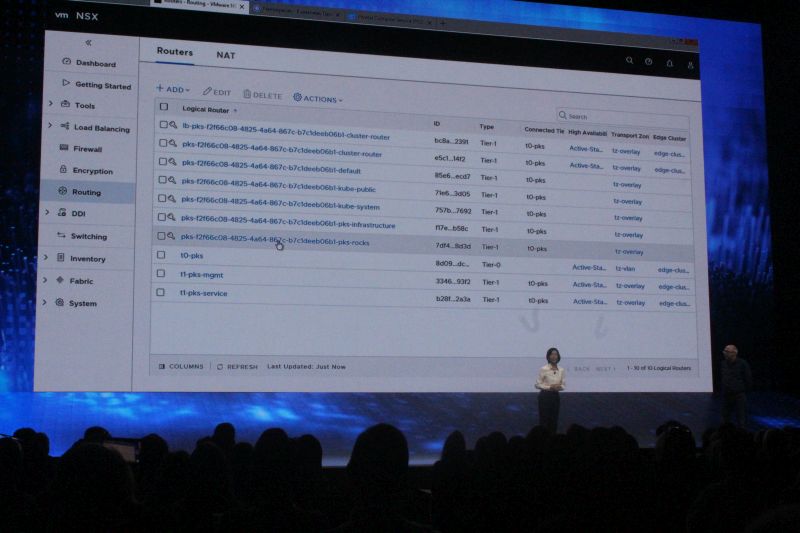 Routers - Routing - VMware N
vm NSX
Dashboard
Getting Started
Tools
Load Balancing
Firewall
Encryption
Routing
DDI
Switching
Inventory
Fabric
System
Routers NAT
+ ADD EDIT DELETE ACTIONS
Search
Logical Router ID Type Connected Tie High Availabili Transport Zon Edge Cluster
lb-pks-f2f66c08-4825-4a64-867c-b7c1deeb06b1-cluster-router bc8a...2391 Tier-1 t0-pks Active-Sta... tz-overlay edge-clus...
pks-f2f66c08-4825-4a64-867c-b7c1deeb06b1-cluster-router e5c1...14f2 Tier-1 t0-pks Active-Sta... tz-overlay edge-clus...
pks-f2f66c08-4825-4a64-867c-b7c1deeb06b1-default 85e6...ecd7 Tier-1 t0-pks tz-overlay
pks-f2f66c08-4825-4a64-867c-b7c1deeb06b1-kube-public 71e6...3d05 Tier-1 t0-pks tz-overlay
pks-f2f66c08-4825-4a64-867c-b7c1deeb06b1-kube-system 757b...7692 Tier-1 t0-pks tz-overlay
pks-f2f66c08-4825-4a64-867c-b7c1deeb06b1-pks-infrastructure f17e...b58c Tier-1 t0-pks tz-overlay
pks-f2f66c08-4825-4a64-867c-b7c1deeb06b1-pks-rocks 7df4...8d3d Tier-1 t0-pks tz-overlay
t0-pks 8d09...dc... Tier-0 Active-Sta... tz-vlan edge-clus...
t1-pks-mgmt 3346...93f2 Tier-1 t0-pks Active-Sta... tz-overlay edge-clus...
t1-pks-service b28f...2a3a Tier-1 t0-pks Active-Sta... tz-overlay edge-clus...
COLUMNS REFRESH Last Updated: Just Now BACK NEXT 1 - 10 of 10 Logical Routers